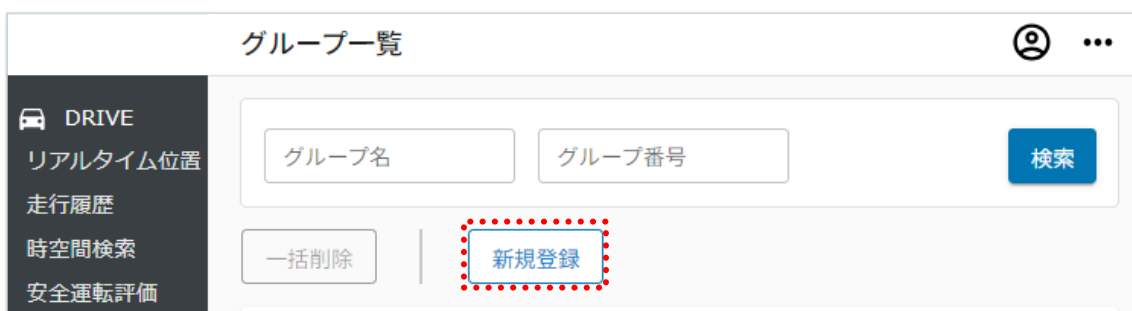 グループ一覧
DRIVE
リアルタイム位置
走行履歴
時空間検索
安全運転評価
グループ名
グループ番号
検索
一括削除
新規登録